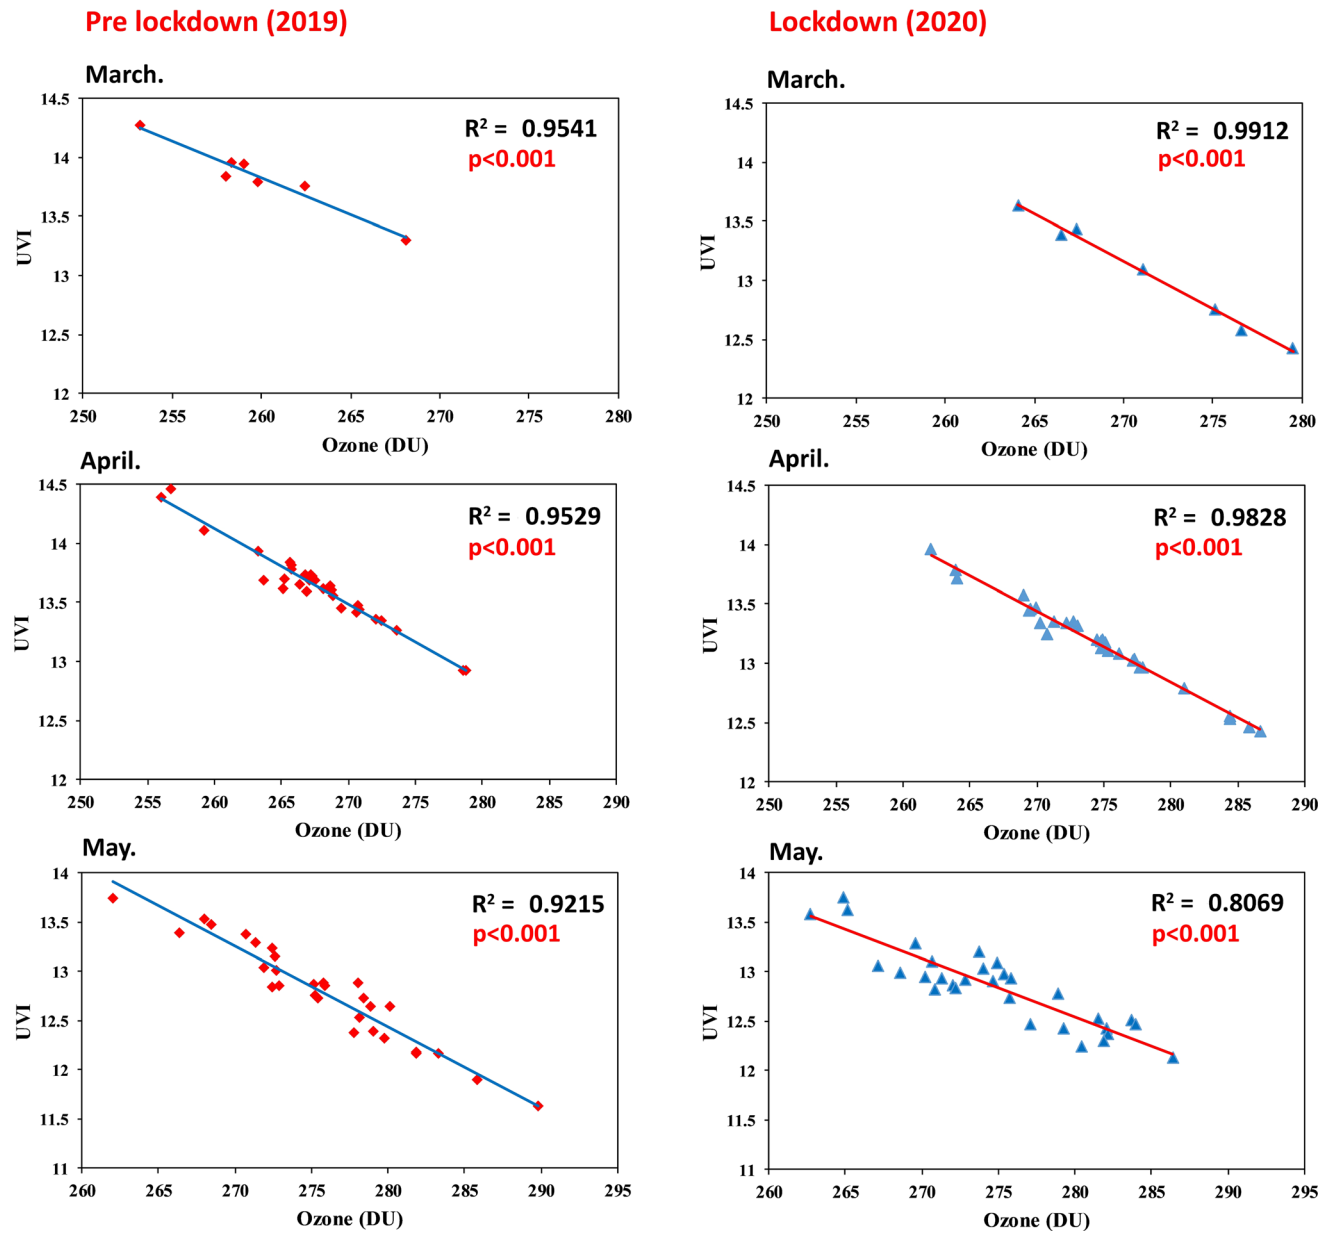 Pre lockdown (2019)
Lockdown (2020)
March.
14.5
14
13.5
13
12.5
12
UVI
R² = 0.9541
p<0.001
250 255 260 265 270 275 280
Ozone (DU)
March.
14.5
14
13.5
13
12.5
12
UVI
R² = 0.9912
p<0.001
250 255 260 265 270 275 280
Ozone (DU)
April.
14.5
14
13.5
13
12.5
12
UVI
R² = 0.9529
p<0.001
250 255 260 265 270 275 280 285 290
Ozone (DU)
April.
14.5
14
13.5
13
12.5
12
UVI
R² = 0.9828
p<0.001
250 255 260 265 270 275 280 285 290
Ozone (DU)
May.
14
13.5
13
12.5
12
11.5
11
UVI
R² = 0.9215
p<0.001
260 265 270 275 280 285 290 295
Ozone (DU)
May.
14
13.5
13
12.5
12
11.5
11
UVI
R² = 0.8069
p<0.001
260 265 270 275 280 285 290 295
Ozone (DU)